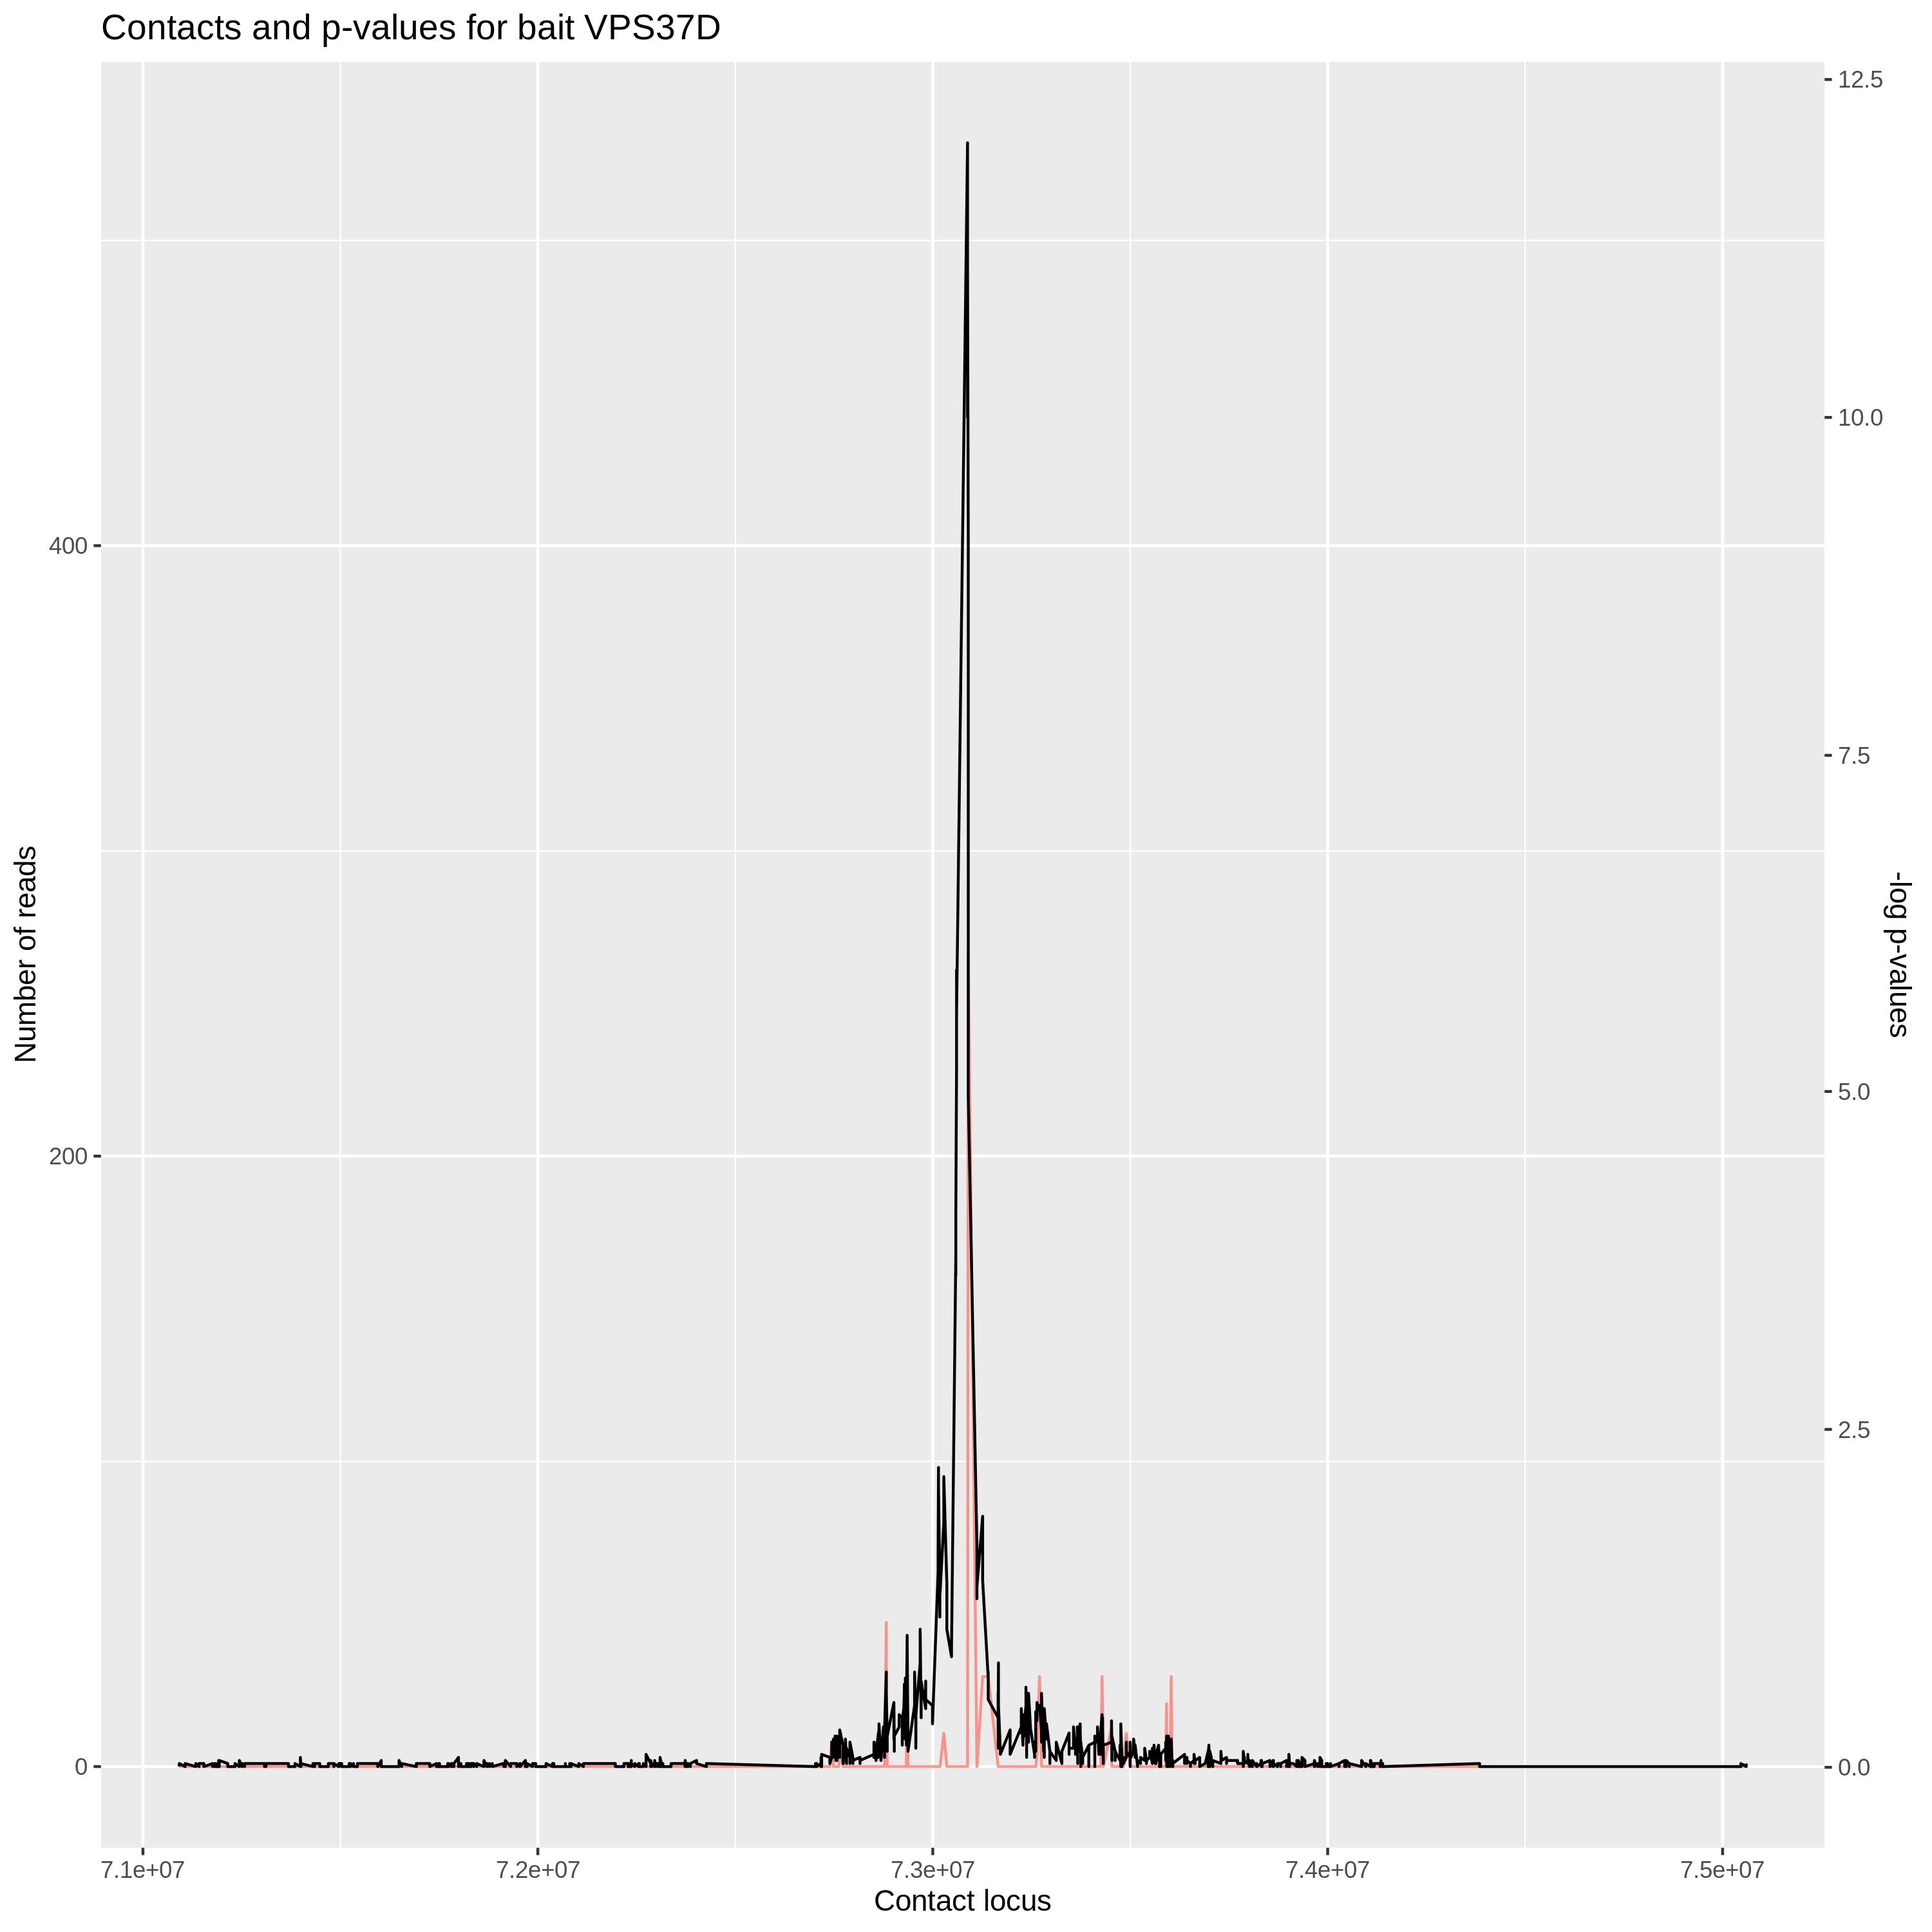 Contacts and p-values for bait VPS37D
12.5
10.0
400
7.5
Number of reads
-log p-values
5.0
200
2.5
0
0.0
7.1e+07 7.2e+07 7.3e+07 7.4e+07 7.5e+07
Contact locus